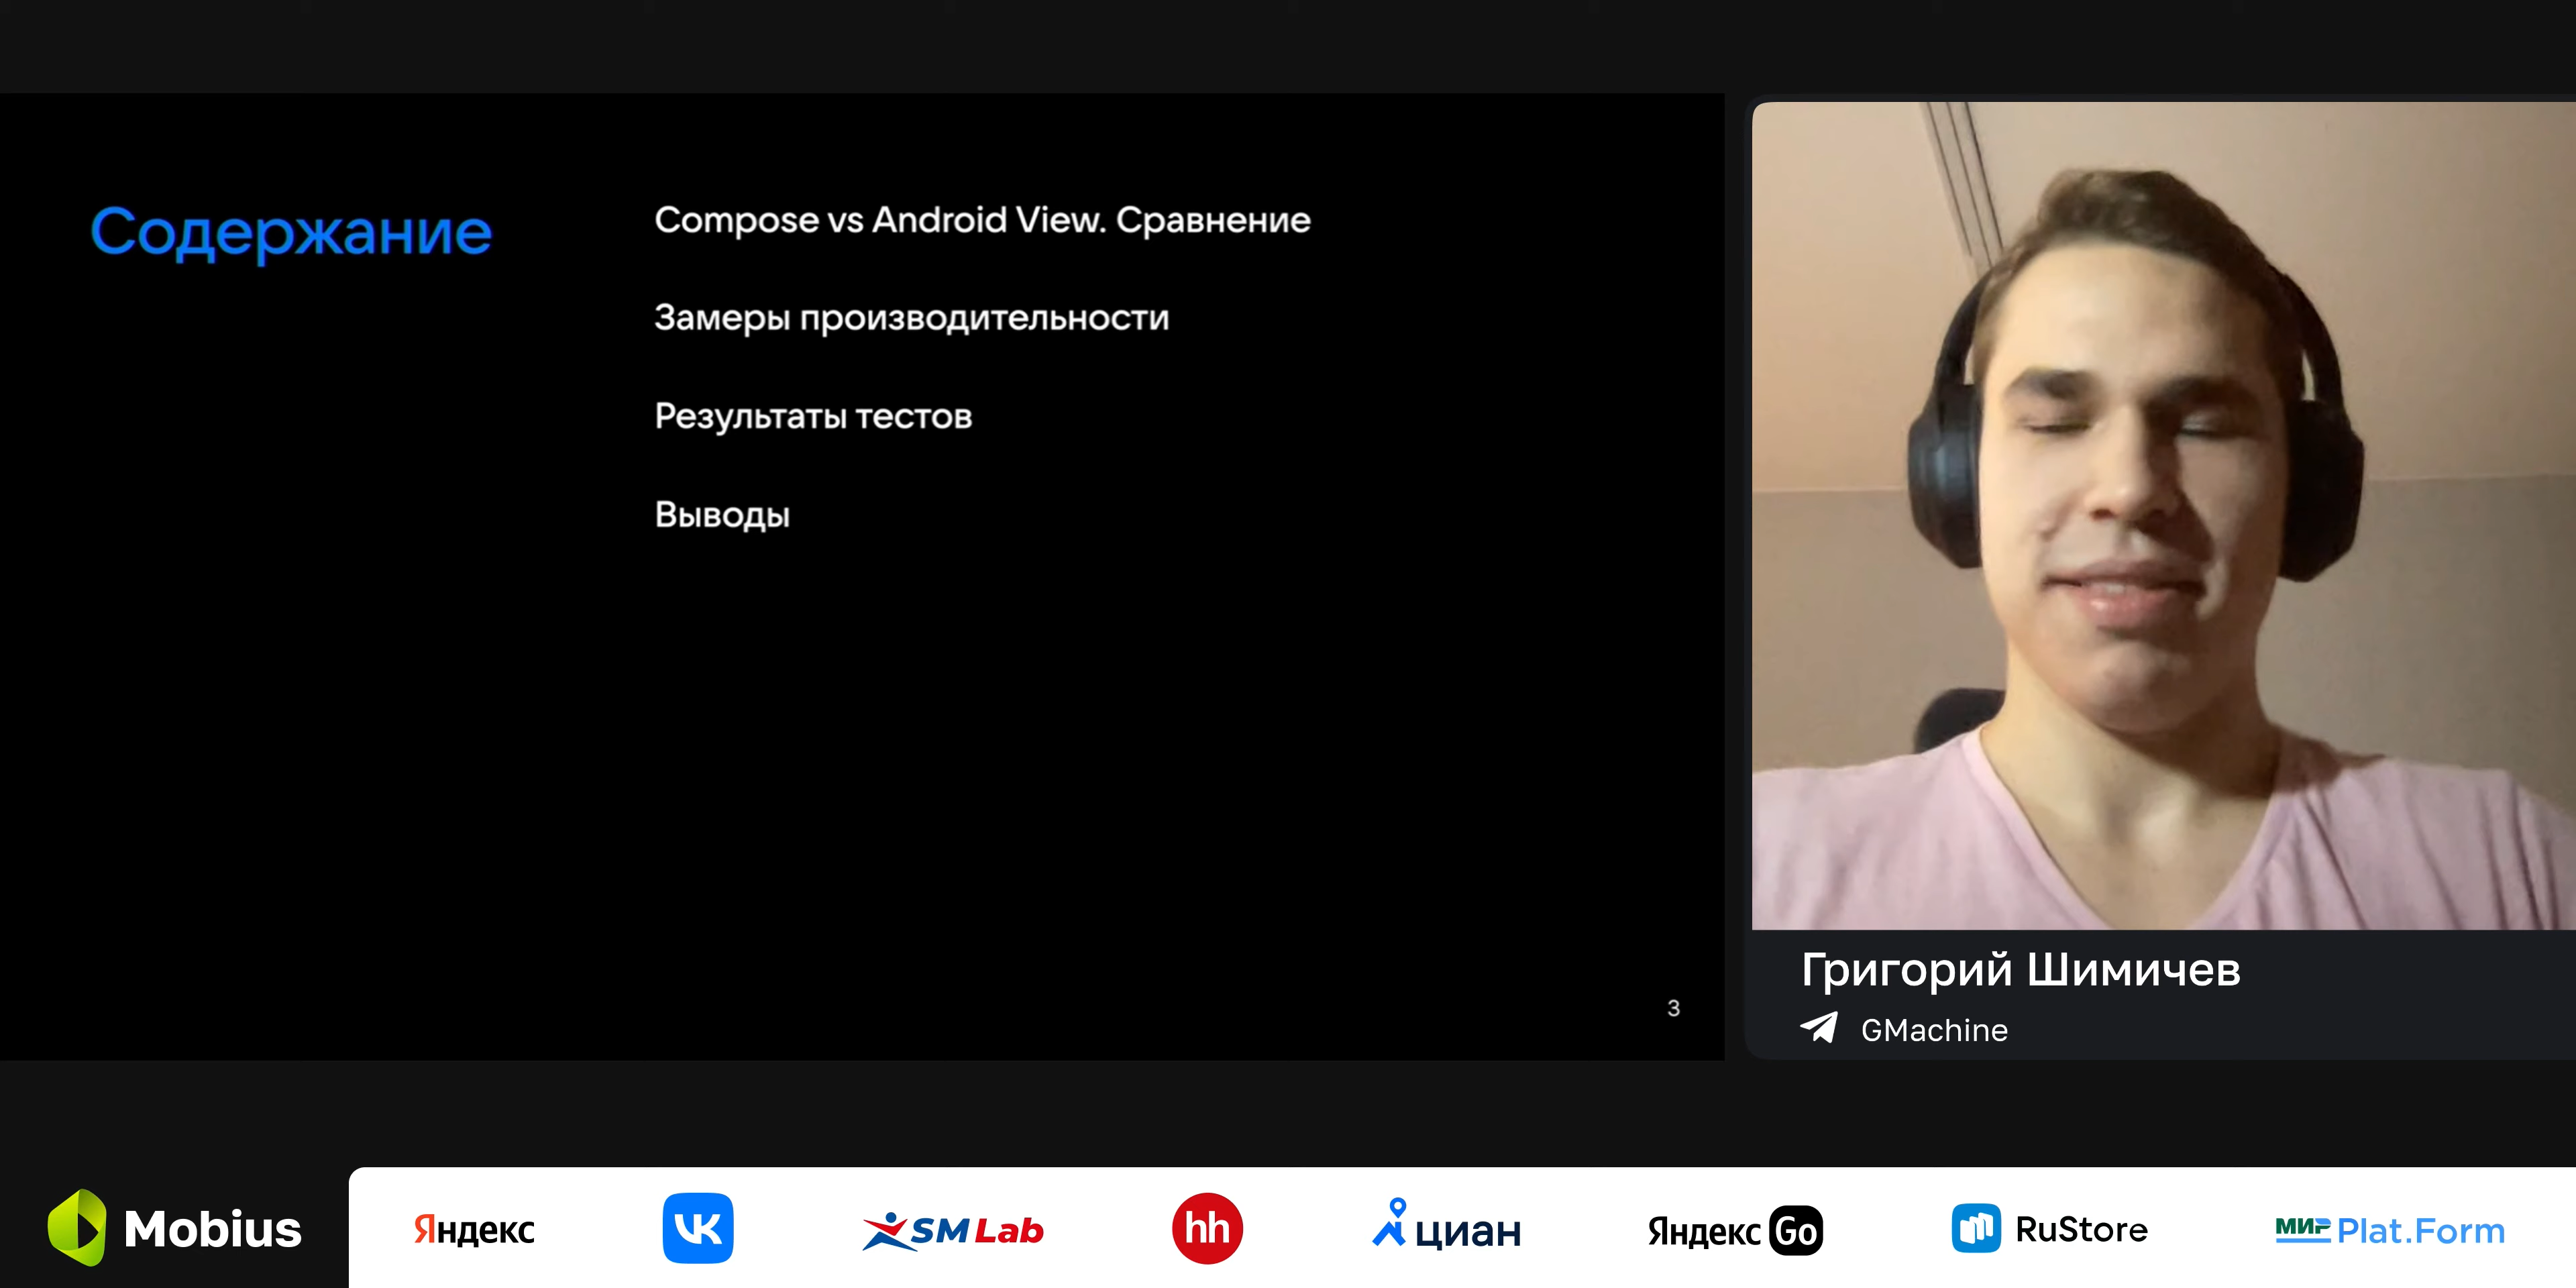 Содержание
Compose vs Android View. Сравнение
Замеры производительности
Результаты тестов
Выводы
3
Григорий Шимичев
GMachine
Mobius
Яндекс
VK
SM Lab
hh
циан
Яндекс Go
RuStore
МИР Plat.Form